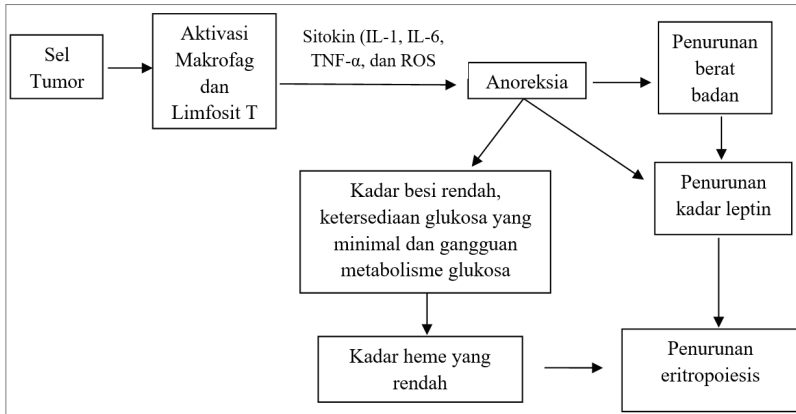 Sel
Tumor
Aktivasi
Makrofag
dan
Limfosit T
Sitokin (IL-1, IL-6,
TNF-α, dan ROS
Anoreksia
Penurunan
berat
badan
Kadar besi rendah,
ketersediaan glukosa yang
minimal dan gangguan
metabolisme glukosa
Penurunan
kadar leptin
Kadar heme yang
rendah
Penurunan
eritropoiesis